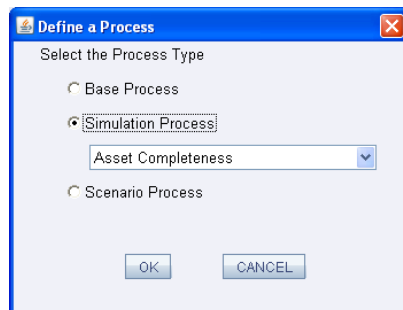 Define a Process
Select the Process Type
Base Process
Simulation Process
Asset Completeness
Scenario Process
OK CANCEL